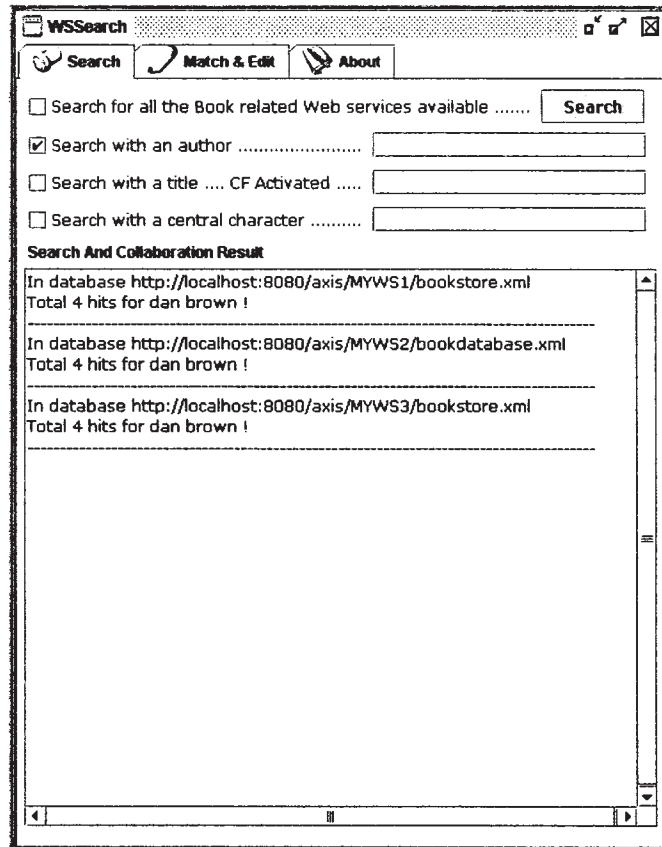 WSSearch
Search Match & Edit About
Search for all the Book related Web services available ....... Search
Search with an author ........................
Search with a title .... CF Activated .....
Search with a central character ..........
Search And Collaboration Result
In database http://localhost:8080/axis/MYWS1/bookstore.xml
Total 4 hits for dan brown !
In database http://localhost:8080/axis/MYWS2/bookdatabase.xml
Total 4 hits for dan brown !
In database http://localhost:8080/axis/MYWS3/bookstore.xml
Total 4 hits for dan brown !